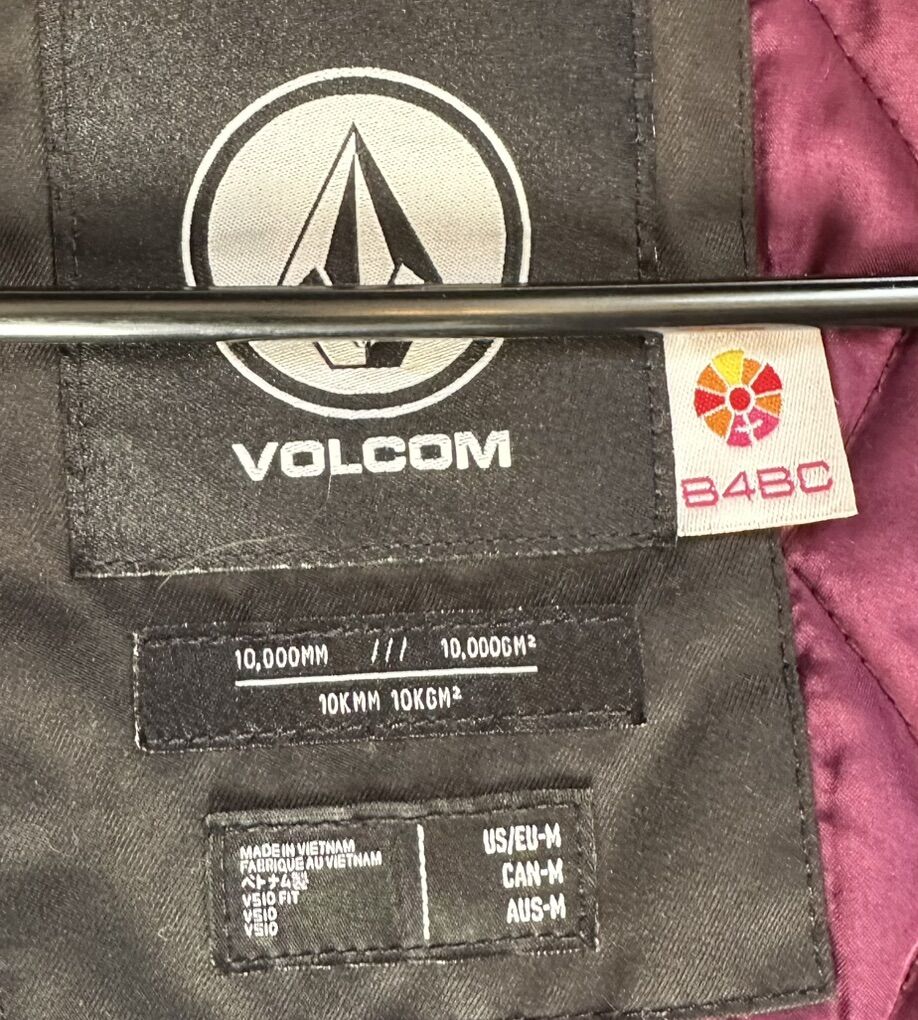 VOLCOM
B4BC
10,000MM /// 10,000GM²
10KMM 10KGM²
MADE IN VIETNAM
FABRIQUE AU VIETNAM
ベトナム製
V510 FIT
V510
V510
US/EU-M
CAN-M
AUS-M